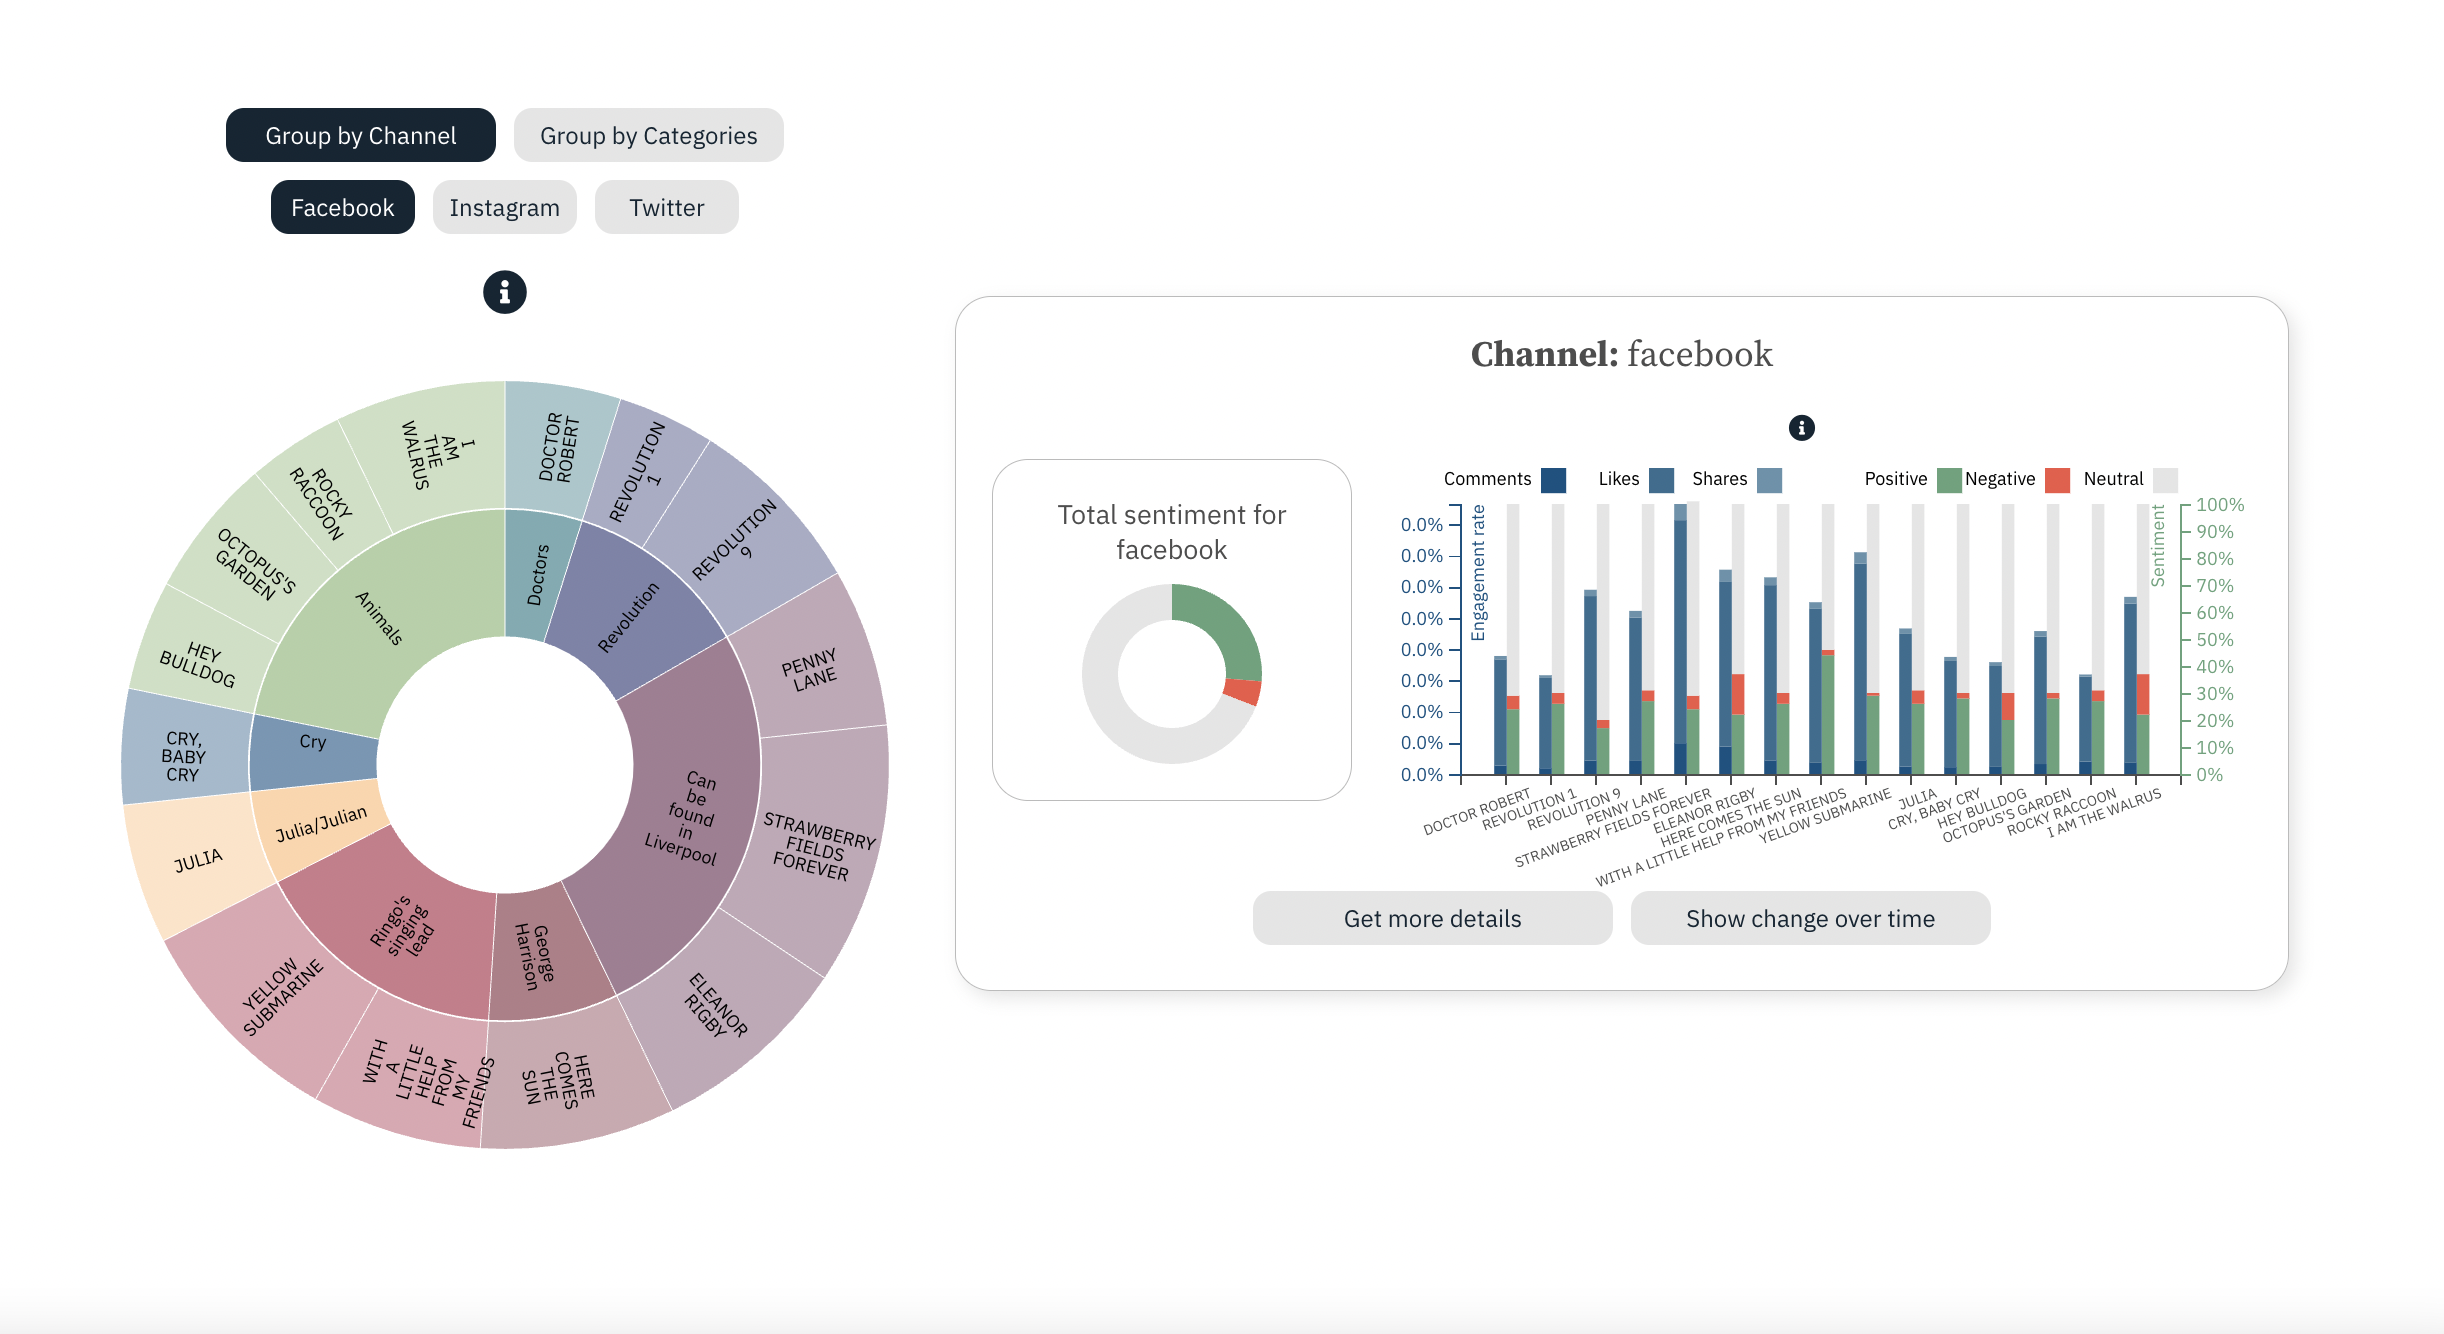 Group by Channel
Group by Categories
Facebook
Instagram
Twitter
I
AM
THE
WALRUS
DOCTOR
ROBERT
REVOLUTION
1
REVOLUTION
9
ROCKY
RACCOON
OCTOPUS'S
GARDEN
HEY
BULLDOG
CRY,
BABY
CRY
JULIA
YELLOW
SUBMARINE
WITH
A
LITTLE
HELP
FROM
MY
FRIENDS
HERE
COMES
THE
SUN
ELEANOR
RIGBY
STRAWBERRY
FIELDS
FOREVER
PENNY
LANE
Animals
Doctors
Revolution
Can
be
found
in
Liverpool
George
Harrison
Ringo's
singing
lead
Julia/Julian
Cry
Channel: facebook
Total sentiment for
facebook
Comments
Likes
Shares
Positive
Negative
Neutral
Engagement rate
0.0%
0.0%
0.0%
0.0%
0.0%
0.0%
0.0%
0.0%
0.0%
Sentiment
100%
90%
80%
70%
60%
50%
40%
30%
20%
10%
0%
DOCTOR ROBERT
REVOLUTION 1
REVOLUTION 9
PENNY LANE
STRAWBERRY FIELDS FOREVER
ELEANOR RIGBY
HERE COMES THE SUN
WITH A LITTLE HELP FROM MY FRIENDS
YELLOW SUBMARINE
JULIA
CRY, BABY CRY
HEY BULLDOG
OCTOPUS'S GARDEN
ROCKY RACCOON
I AM THE WALRUS
Get more details
Show change over time